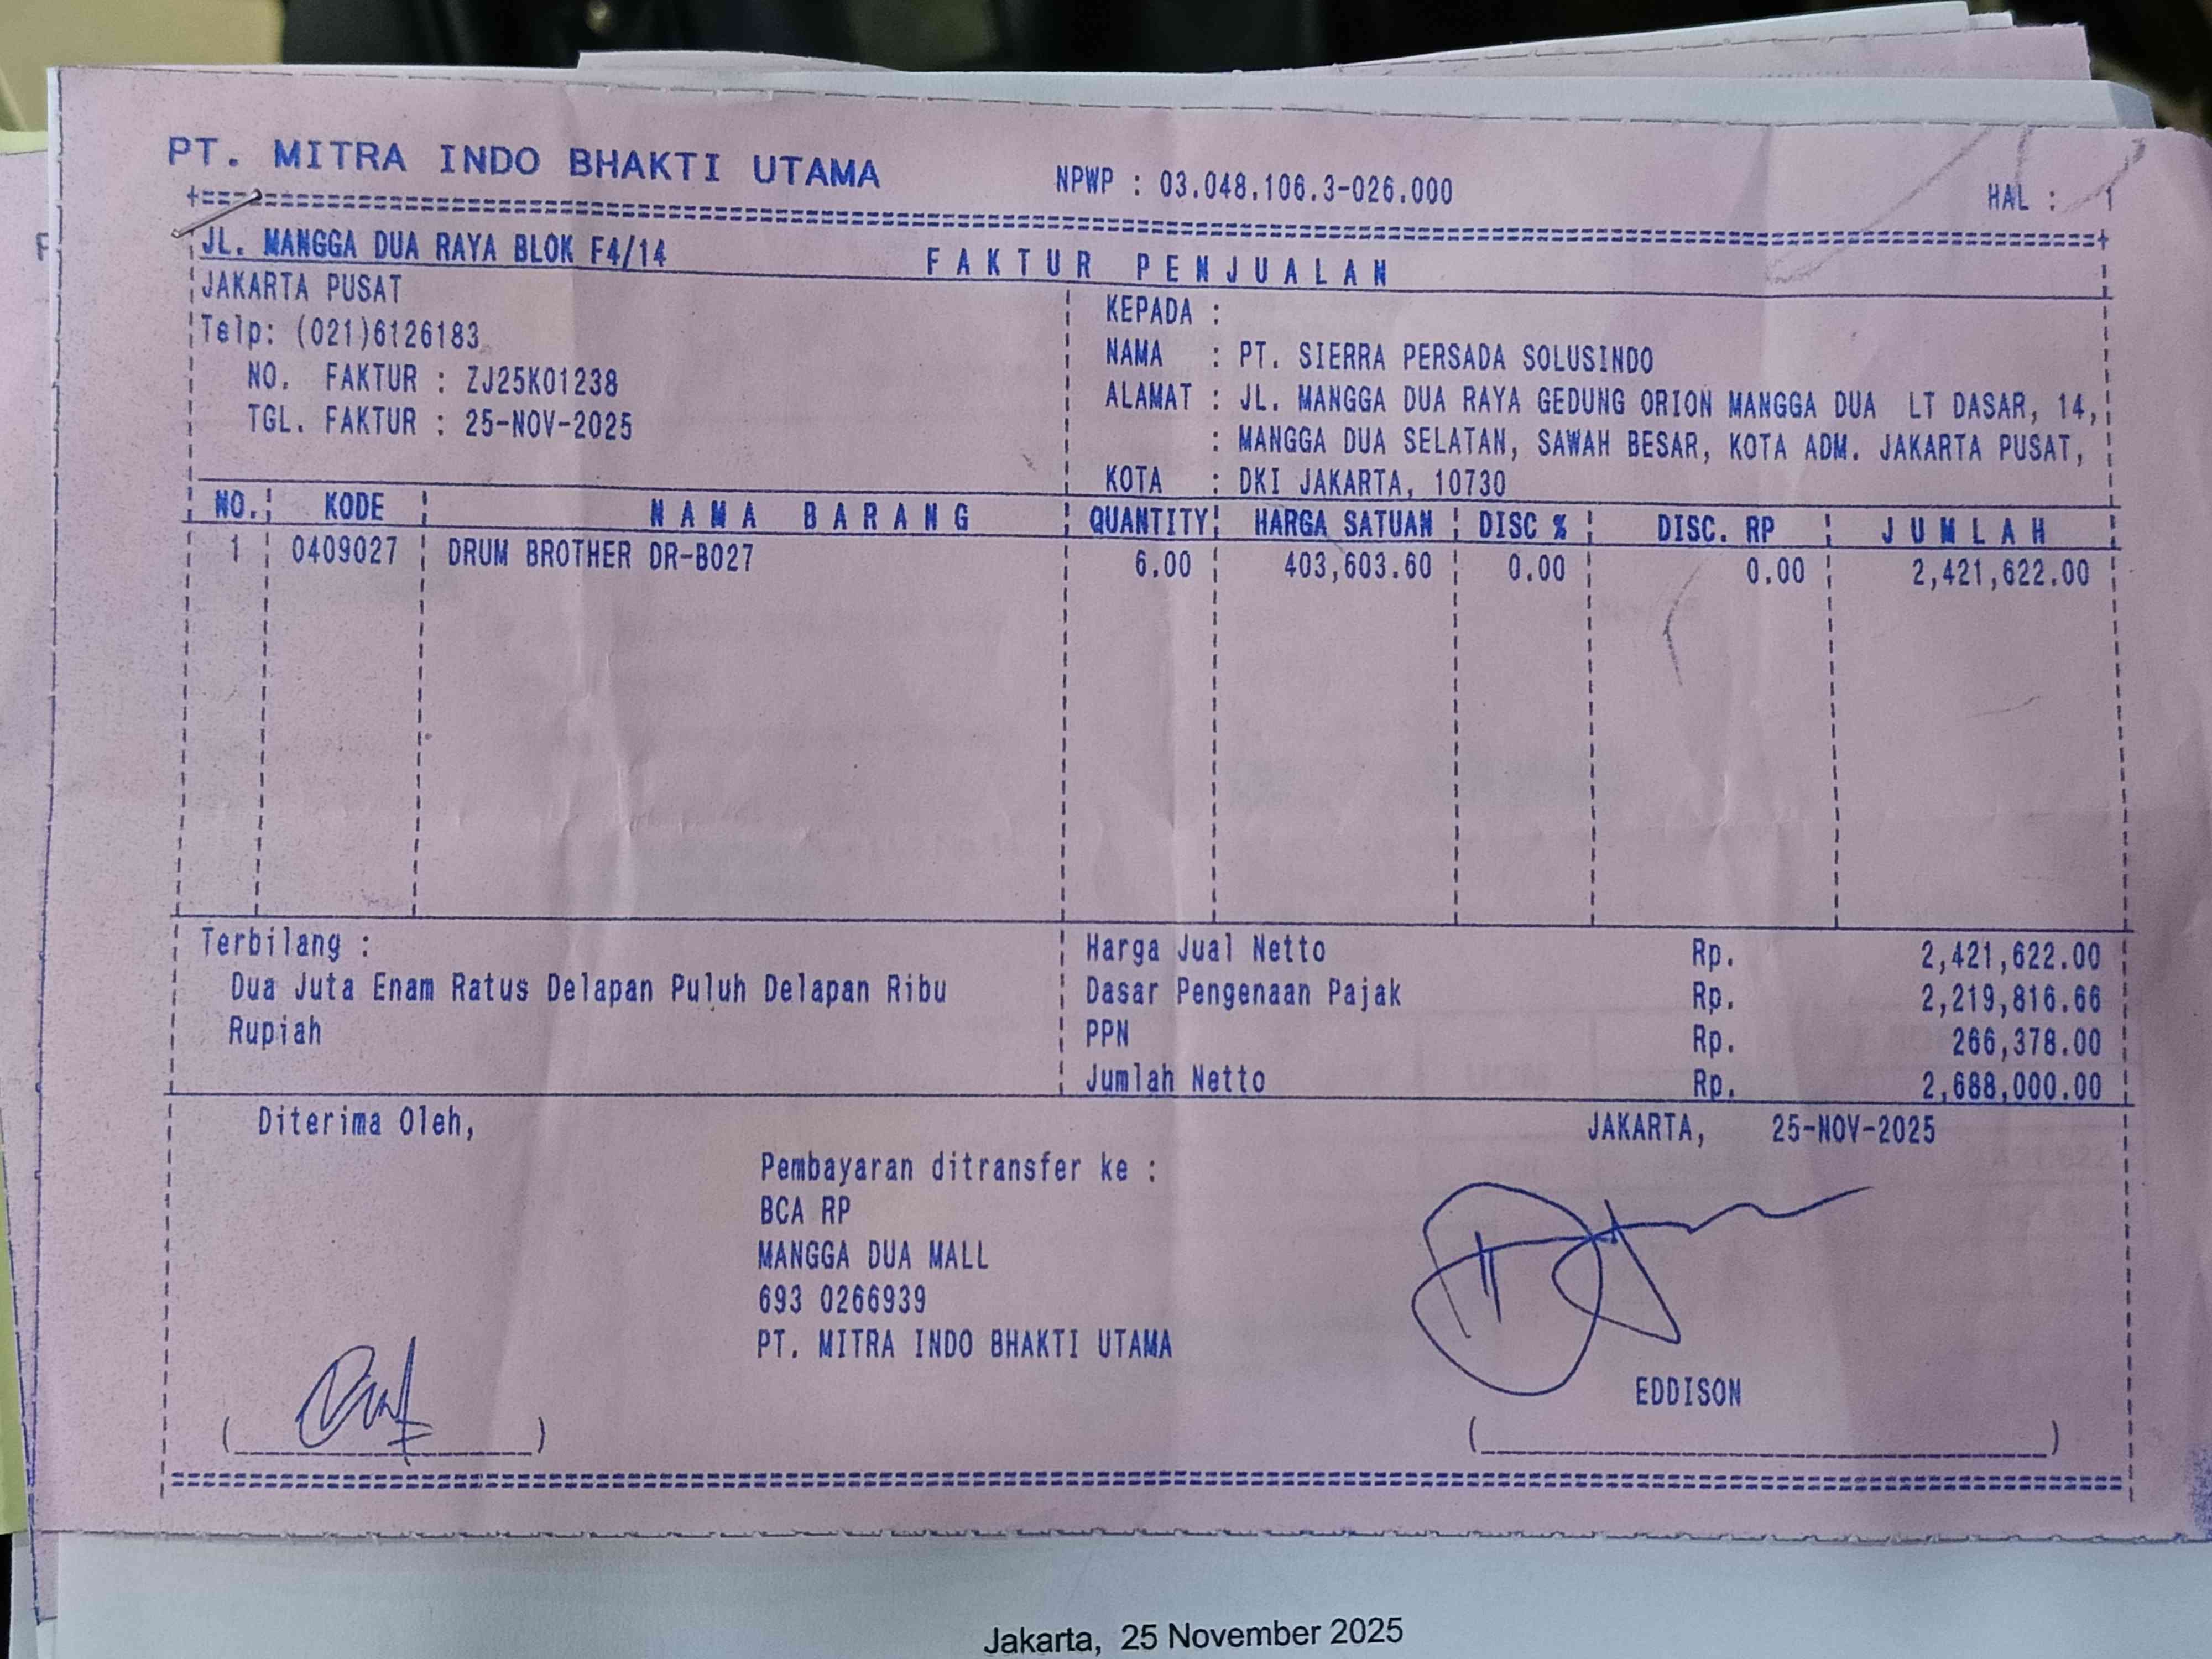 PT. MITRA INDO BHAKTI UTAMA NPWP : 03.048.106.3-026.000 HAL : 1
JL. MANGGA DUA RAYA BLOK F4/14 FAKTUR PENJUALAN
JAKARTA PUSAT
Telp: (021)6126183
NO. FAKTUR : ZJ25K01238
TGL. FAKTUR : 25-NOV-2025
KEPADA :
NAMA : PT. SIERRA PERSADA SOLUSINDO
ALAMAT : JL. MANGGA DUA RAYA GEDUNG ORION MANGGA DUA LT DASAR, 14,
: MANGGA DUA SELATAN, SAWAH BESAR, KOTA ADM. JAKARTA PUSAT,
KOTA : DKI JAKARTA, 10730
NO. KODE NAMA BARANG QUANTITY HARGA SATUAN DISC % DISC. RP JUMLAH
1 0409027 DRUM BROTHER DR-B027 6.00 403,603.60 0.00 0.00 2,421,622.00
Terbilang :
Dua Juta Enam Ratus Delapan Puluh Delapan Ribu
Rupiah
Harga Jual Netto Rp. 2,421,622.00
Dasar Pengenaan Pajak Rp. 2,219,816.66
PPN Rp. 266,378.00
Jumlah Netto Rp. 2,688,000.00
Diterima Oleh,
JAKARTA, 25-NOV-2025
Pembayaran ditransfer ke :
BCA RP
MANGGA DUA MALL
693 0266939
PT. MITRA INDO BHAKTI UTAMA
EDDISON
Jakarta, 25 November 2025